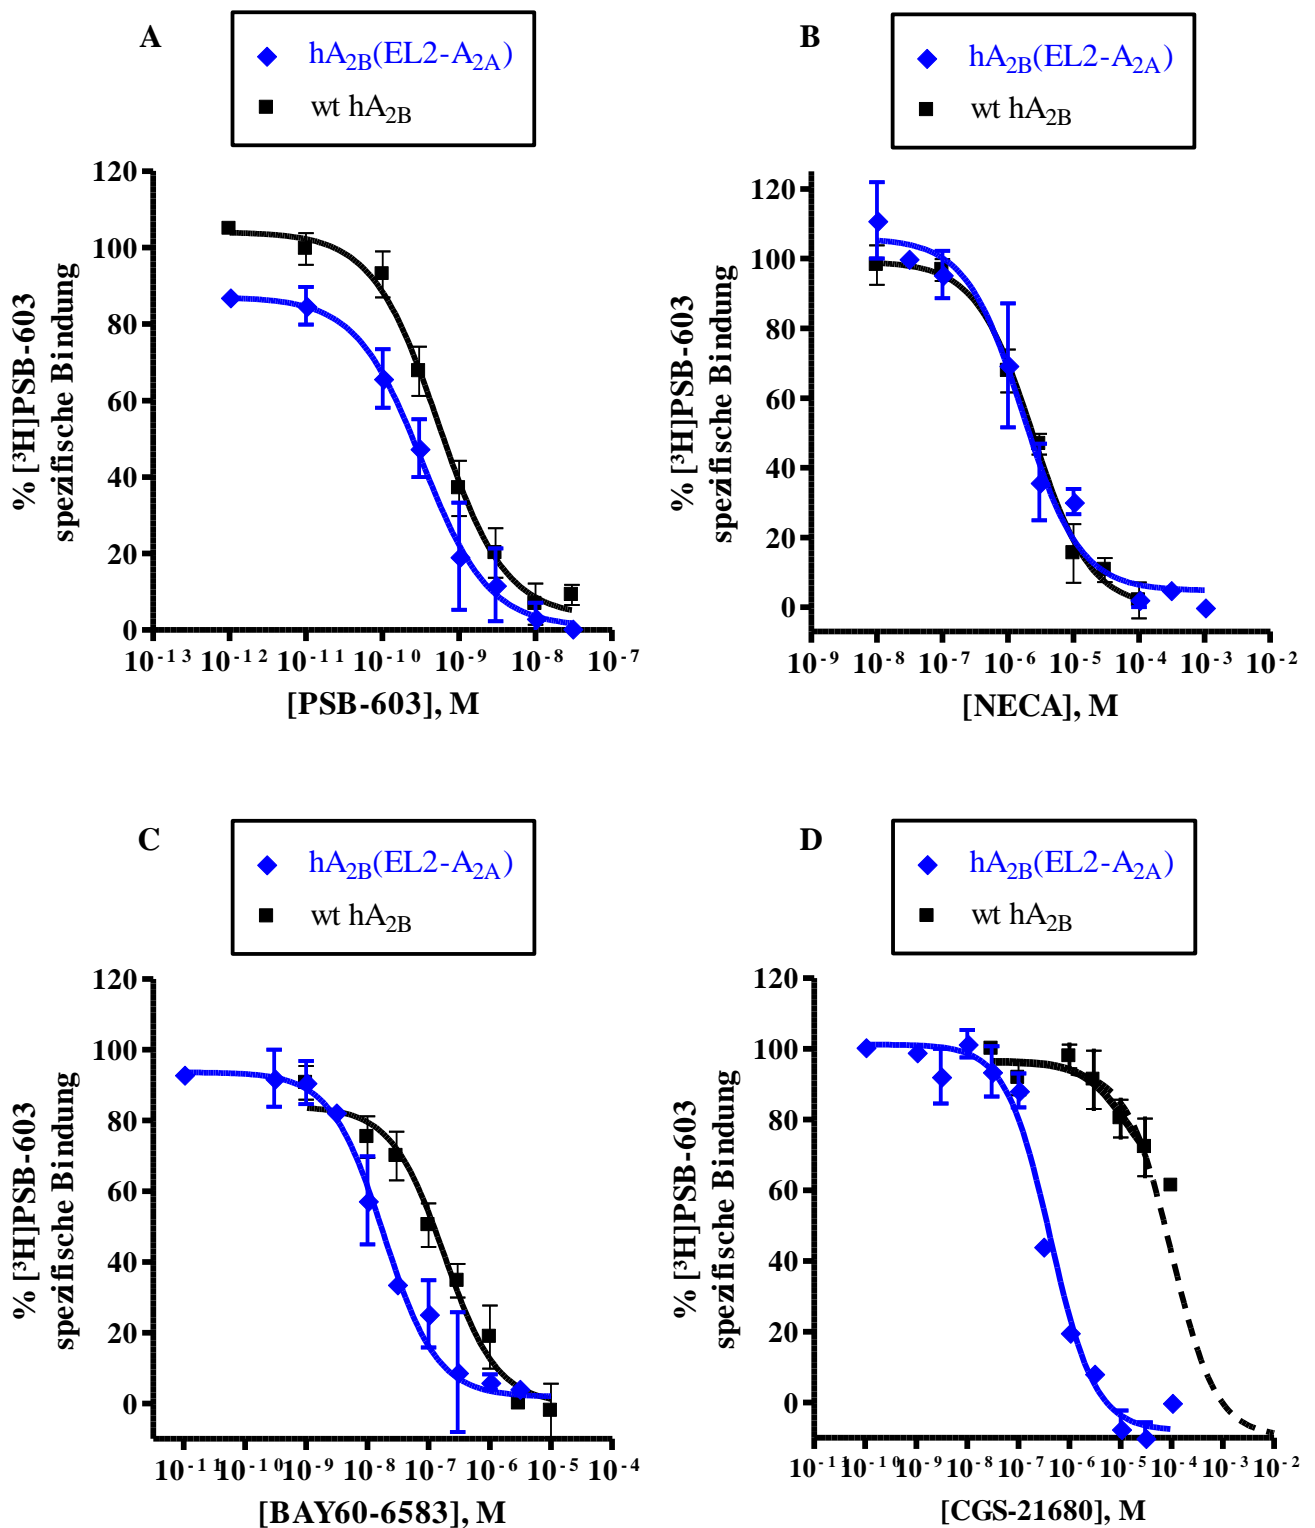 A
hA₂B(EL2-A₂A)
wt hA₂B
% [³H]PSB-603
spezifische Bindung
120
100
80
60
40
20
0
10⁻¹³ 10⁻¹² 10⁻¹¹ 10⁻¹⁰ 10⁻⁹ 10⁻⁸ 10⁻⁷
[PSB-603], M
B
hA₂B(EL2-A₂A)
wt hA₂B
% [³H]PSB-603
spezifische Bindung
120
100
80
60
40
20
0
10⁻⁹ 10⁻⁸ 10⁻⁷ 10⁻⁶ 10⁻⁵ 10⁻⁴ 10⁻³ 10⁻²
[NECA], M
C
hA₂B(EL2-A₂A)
wt hA₂B
% [³H]PSB-603
spezifische Bindung
120
100
80
60
40
20
0
10⁻¹¹ 10⁻¹⁰ 10⁻⁹ 10⁻⁸ 10⁻⁷ 10⁻⁶ 10⁻⁵ 10⁻⁴
[BAY60-6583], M
D
hA₂B(EL2-A₂A)
wt hA₂B
% [³H]PSB-603
spezifische Bindung
120
100
80
60
40
20
0
10⁻¹¹ 10⁻¹⁰ 10⁻⁹ 10⁻⁸ 10⁻⁷ 10⁻⁶ 10⁻⁵ 10⁻⁴ 10⁻³ 10⁻²
[CGS-21680], M